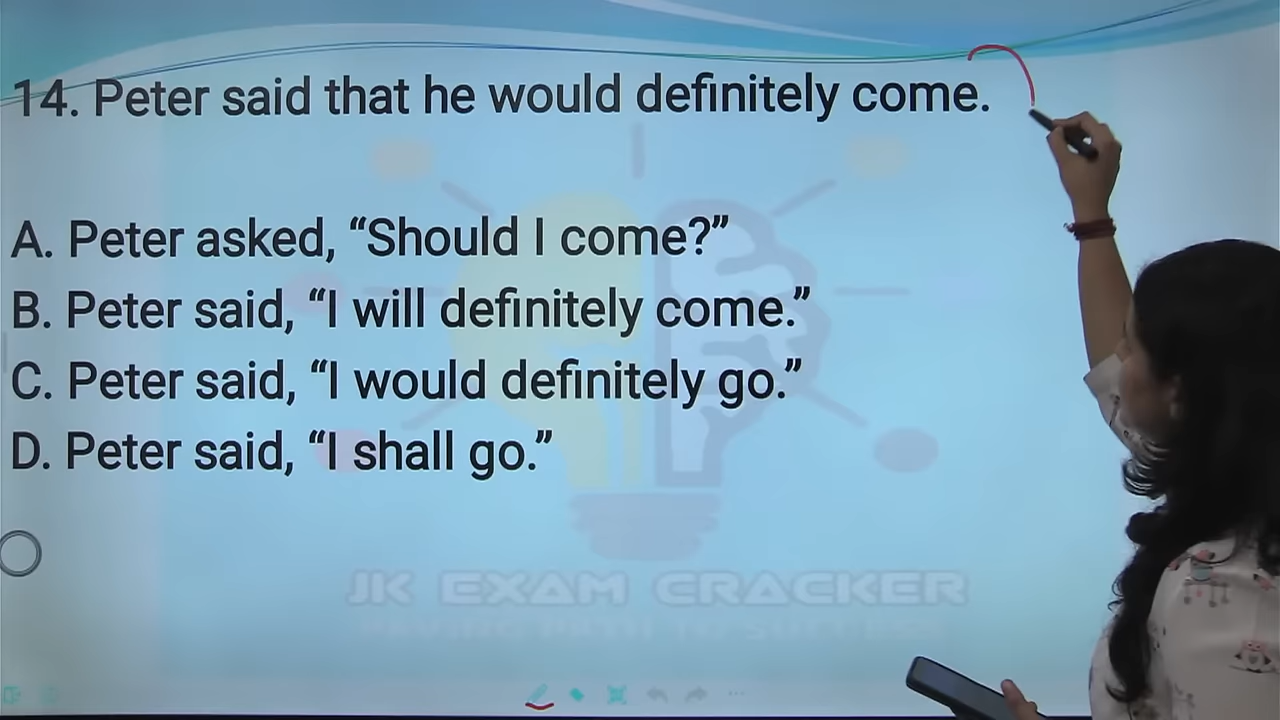 14. Peter said that he would definitely come.
A. Peter asked, “Should I come?”
B. Peter said, “I will definitely come.”
C. Peter said, “I would definitely go.”
D. Peter said, “I shall go.”
JK EXAM CRACKER